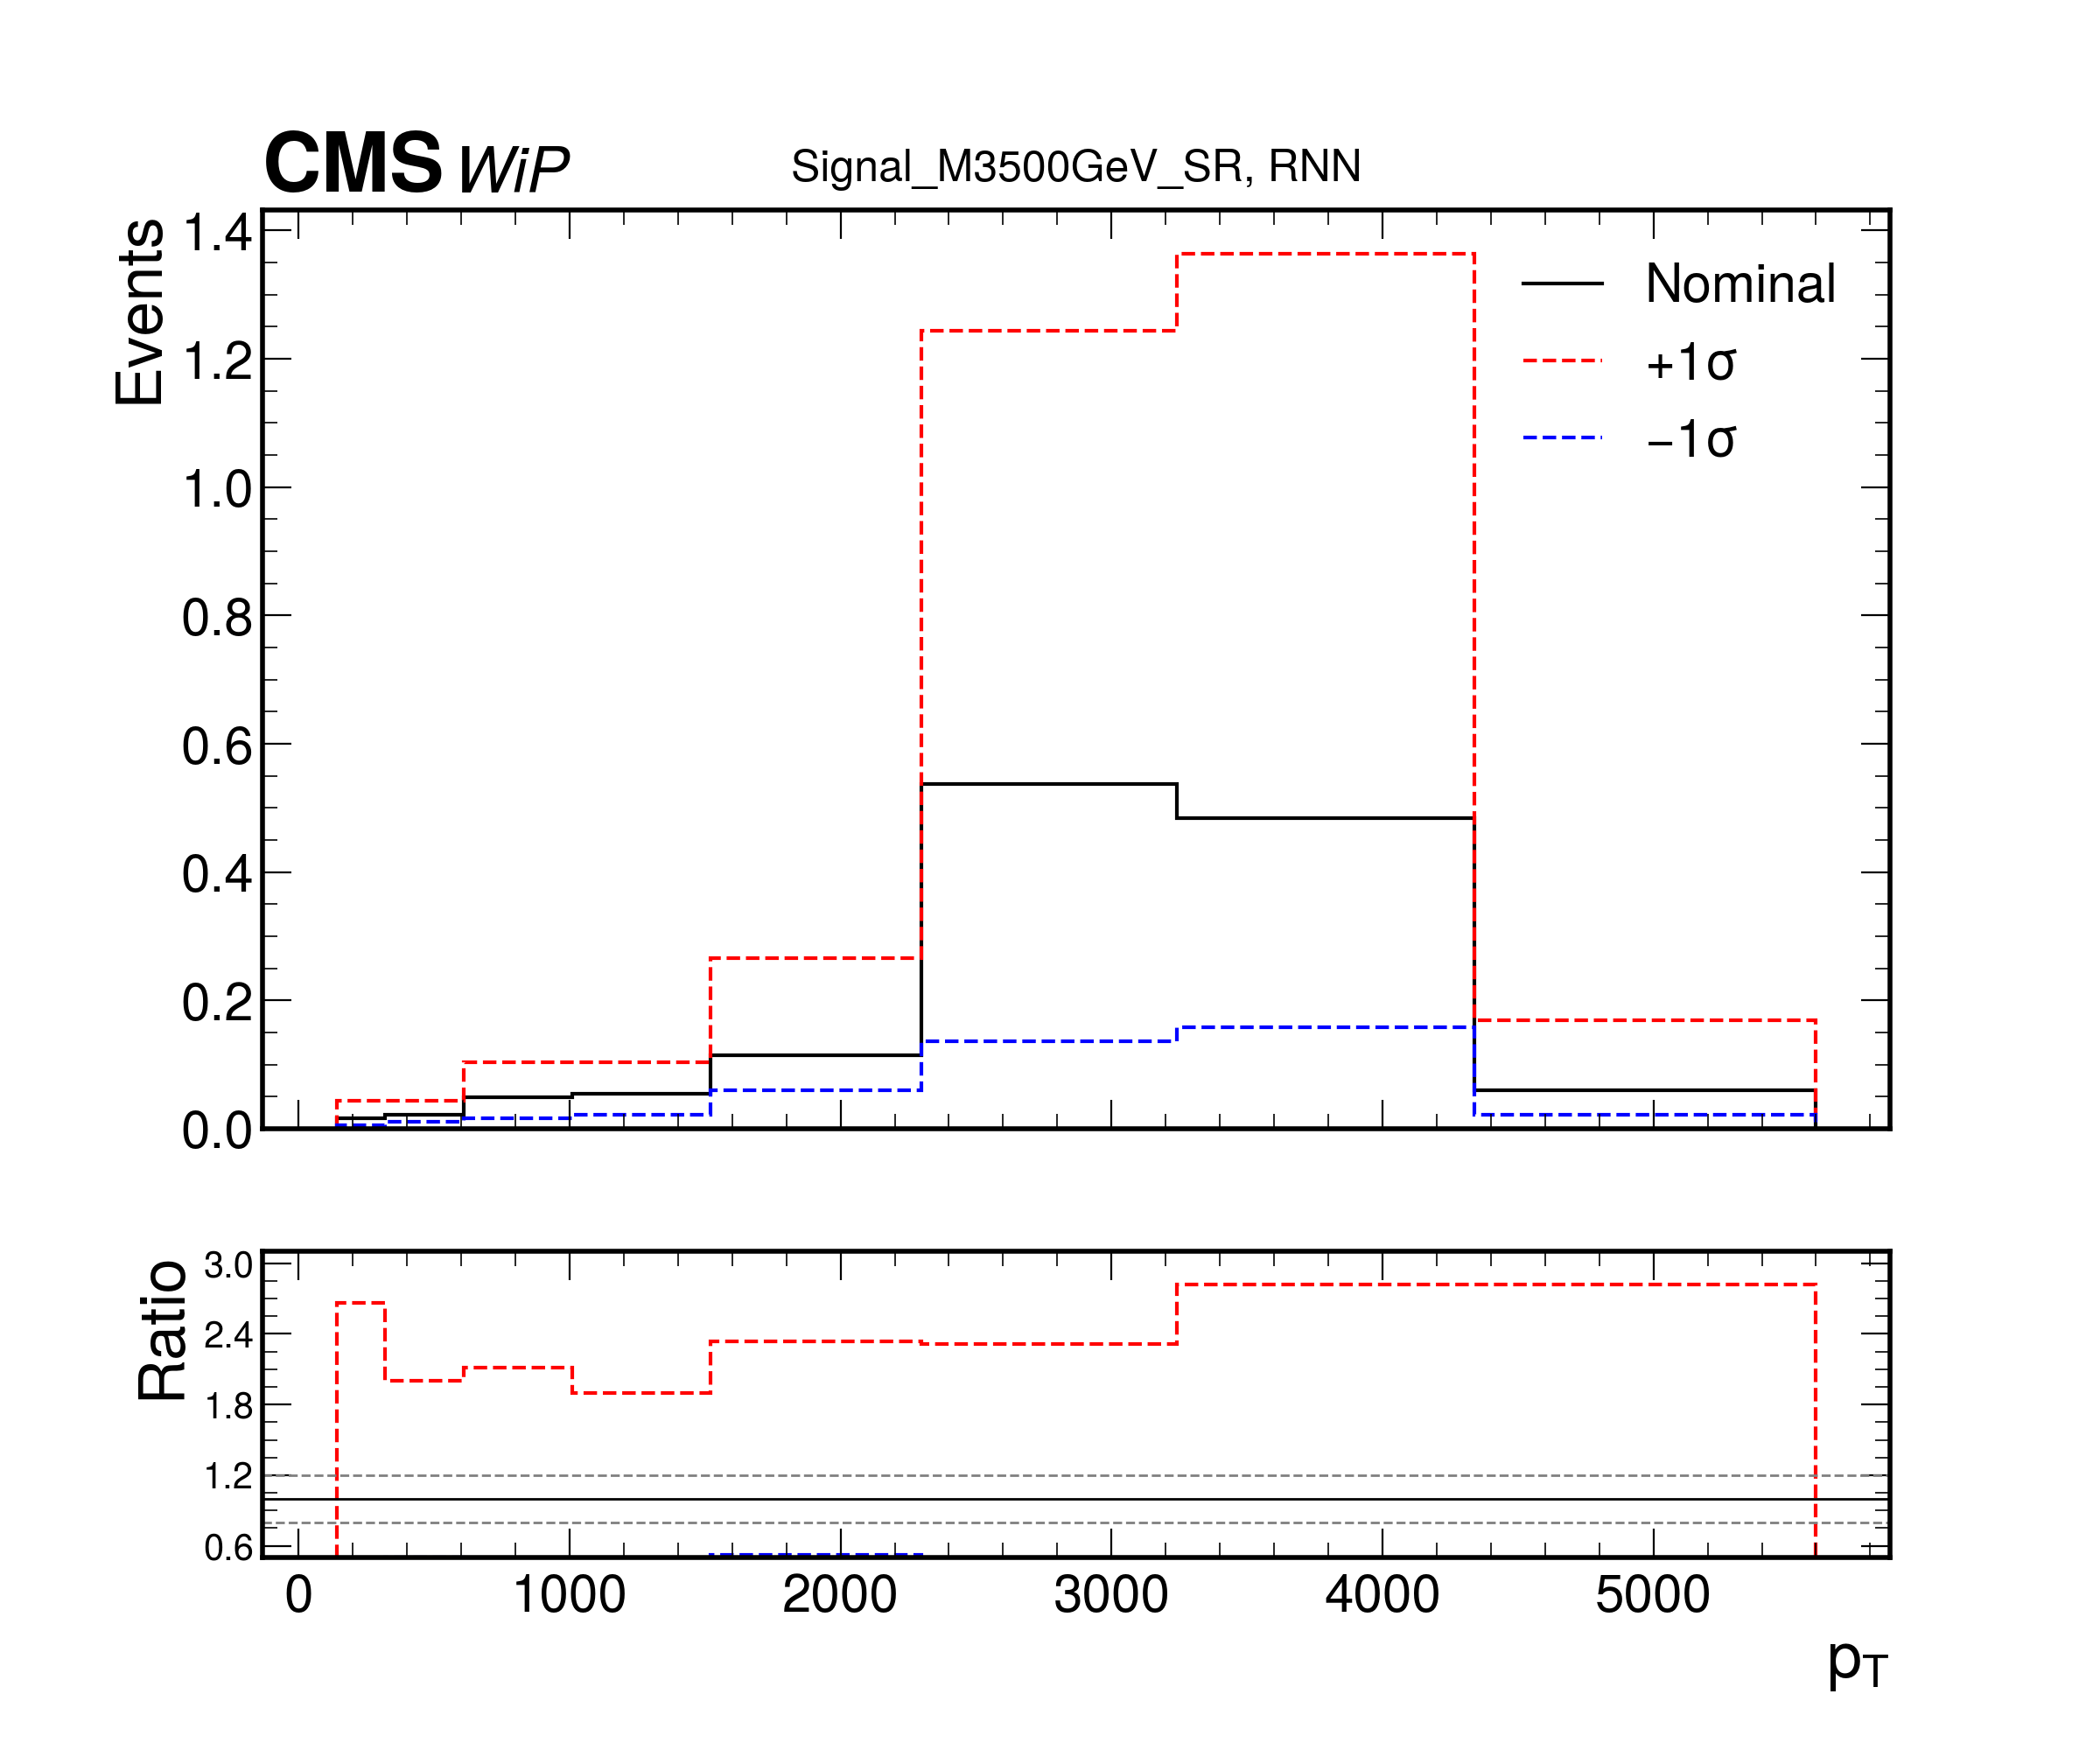 CMS WiP
Signal_M3500GeV_SR, RNN
Events
1.4
1.2
1.0
0.8
0.6
0.4
0.2
0.0
Nominal
+1σ
−1σ
Ratio
3.0
2.4
1.8
1.2
0.6
0 1000 2000 3000 4000 5000
pT